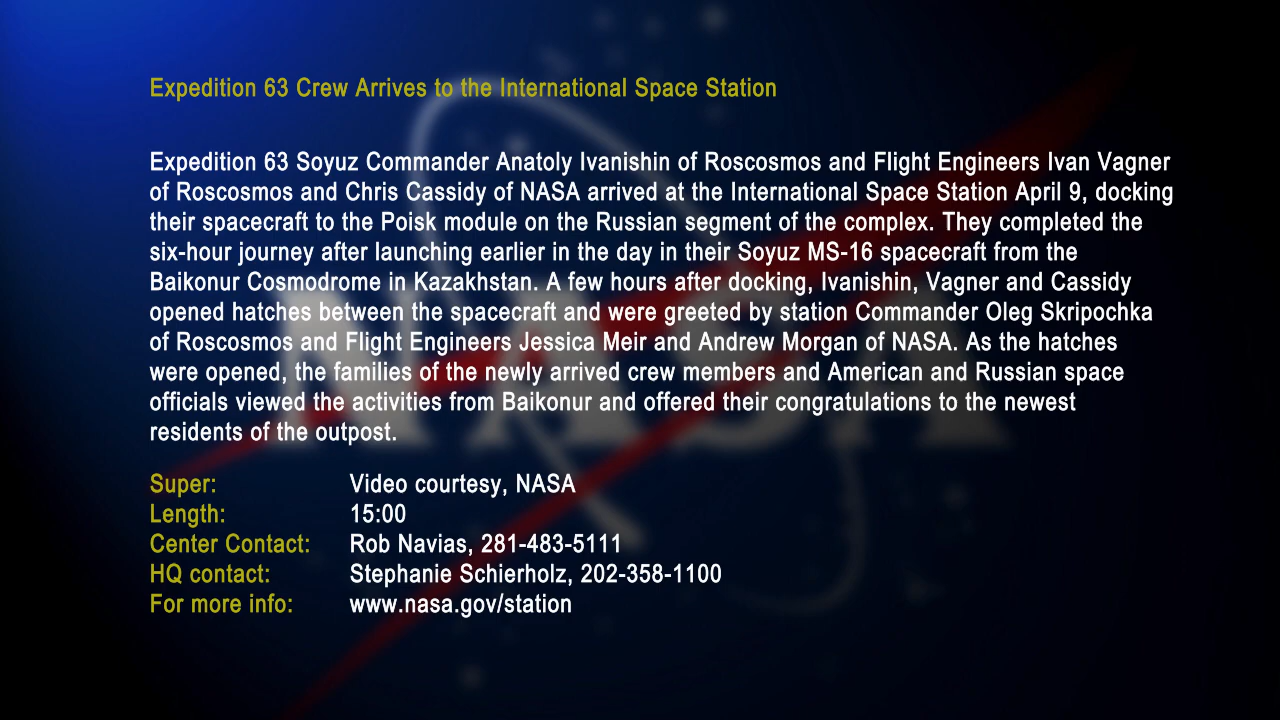 Expedition 63 Crew Arrives to the International Space Station
Expedition 63 Soyuz Commander Anatoly Ivanishin of Roscosmos and Flight Engineers Ivan Vagner
of Roscosmos and Chris Cassidy of NASA arrived at the International Space Station April 9, docking
their spacecraft to the Poisk module on the Russian segment of the complex. They completed the
six-hour journey after launching earlier in the day in their Soyuz MS-16 spacecraft from the
Baikonur Cosmodrome in Kazakhstan. A few hours after docking, Ivanishin, Vagner and Cassidy
opened hatches between the spacecraft and were greeted by station Commander Oleg Skripochka
of Roscosmos and Flight Engineers Jessica Meir and Andrew Morgan of NASA. As the hatches
were opened, the families of the newly arrived crew members and American and Russian space
officials viewed the activities from Baikonur and offered their congratulations to the newest
residents of the outpost.
Super: Video courtesy, NASA
Length: 15:00
Center Contact: Rob Navias, 281-483-5111
HQ contact: Stephanie Schierholz, 202-358-1100
For more info: www.nasa.gov/station
NASA